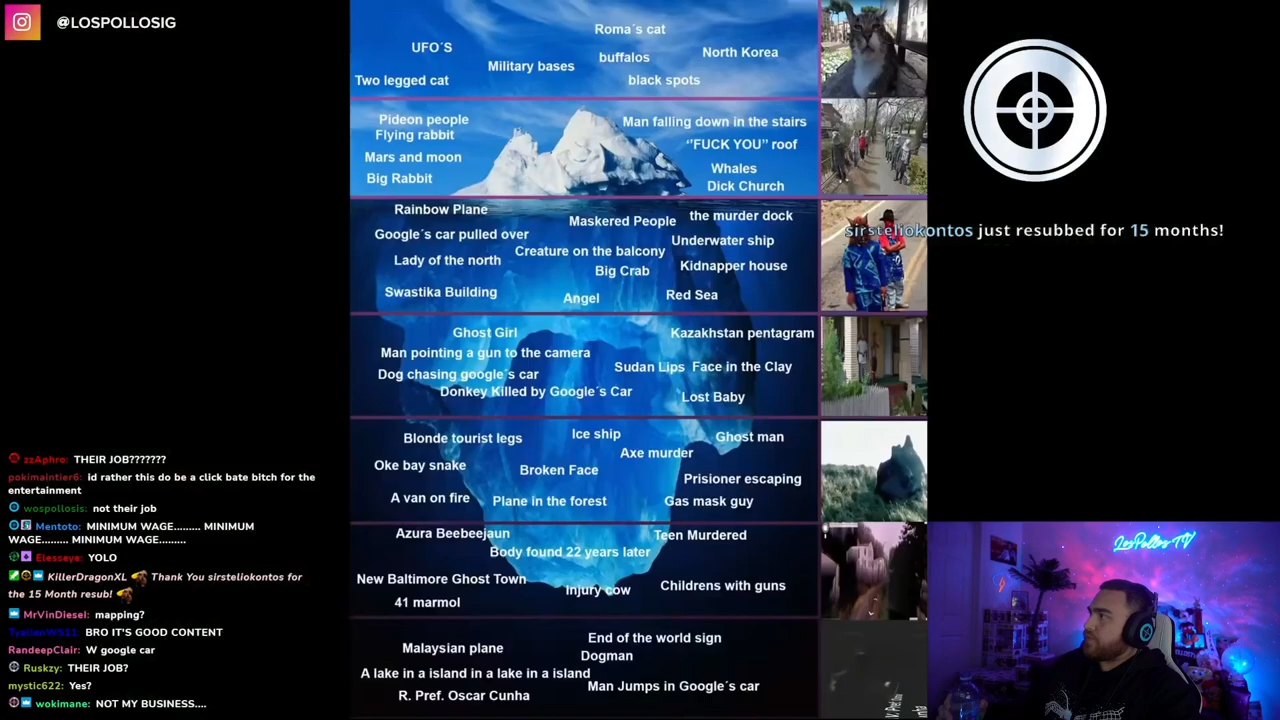 @LOSPOLLOSIG
Roma´s cat
UFO´S
North Korea
buffalos
Military bases
Two legged cat
black spots
Pideon people
Man falling down in the stairs
Flying rabbit
‘'FUCK YOU” roof
Mars and moon
Whales
Big Rabbit
Dick Church
Rainbow Plane
the murder dock
Maskered People
Google´s car pulled over
Underwater ship
Creature on the balcony
Lady of the north
Kidnapper house
Big Crab
Swastika Building
Angel
Red Sea
sirsteliokontos just resubbed for 15 months!
Ghost Girl
Kazakhstan pentagram
Man pointing a gun to the camera
Sudan Lips
Face in the Clay
Dog chasing google´s car
Donkey Killed by Google´s Car
Lost Baby
Blonde tourist legs
Ice ship
Ghost man
Axe murder
Oke bay snake
Broken Face
Prisioner escaping
A van on fire
Plane in the forest
Gas mask guy
Azura Beebeejaun
Teen Murdered
Body found 22 years later
New Baltimore Ghost Town
Injury cow
Childrens with guns
41 marmol
End of the world sign
Malaysian plane
Dogman
A lake in a island in a lake in a island
Man Jumps in Google´s car
R. Pref. Oscar Cunha
zzAphro: THEIR JOB???????
pokimaintier6: Id rather this do be a click bate bitch for the
entertainment
wospollosis: not their job
Mentoto: MINIMUM WAGE......... MINIMUM
WAGE......... MINIMUM WAGE.........
Elesseye: YOLO
KillerDragonXL Thank You sirsteliokontos for
the 15 Month resub!
MrVinDiesel: mapping?
BRO IT'S GOOD CONTENT
RandeepClair: W google car
Ruskzy: THEIR JOB?
mystic622: Yes?
wokimane: NOT MY BUSINESS....
LosPollos TV